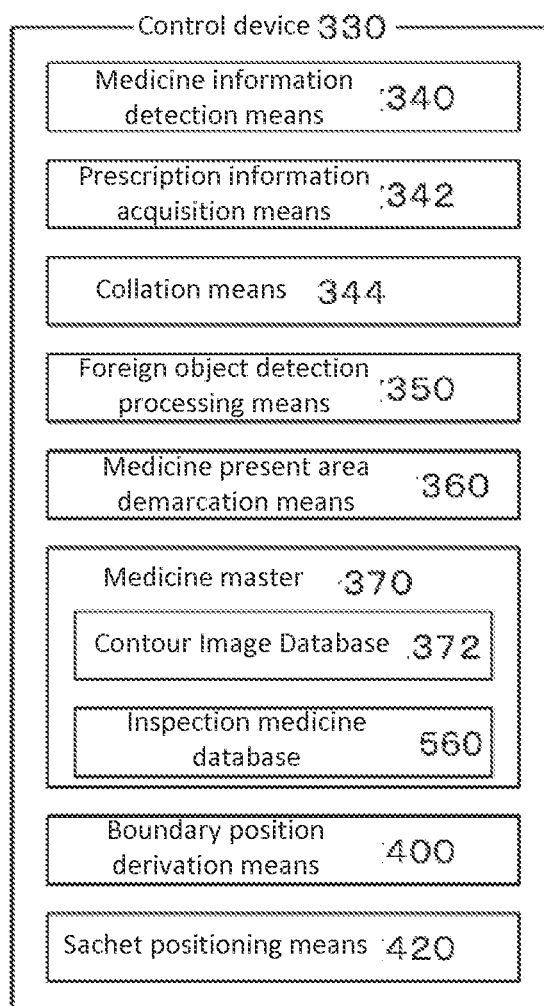 Control device 330
Medicine information
detection means 340
Prescription information
acquisition means 342
Collation means 344
Foreign object detection
processing means 350
Medicine present area
demarcation means 360
Medicine master 370
Contour Image Database 372
Inspection medicine
database 560
Boundary position
derivation means 400
Sachet positioning means 420